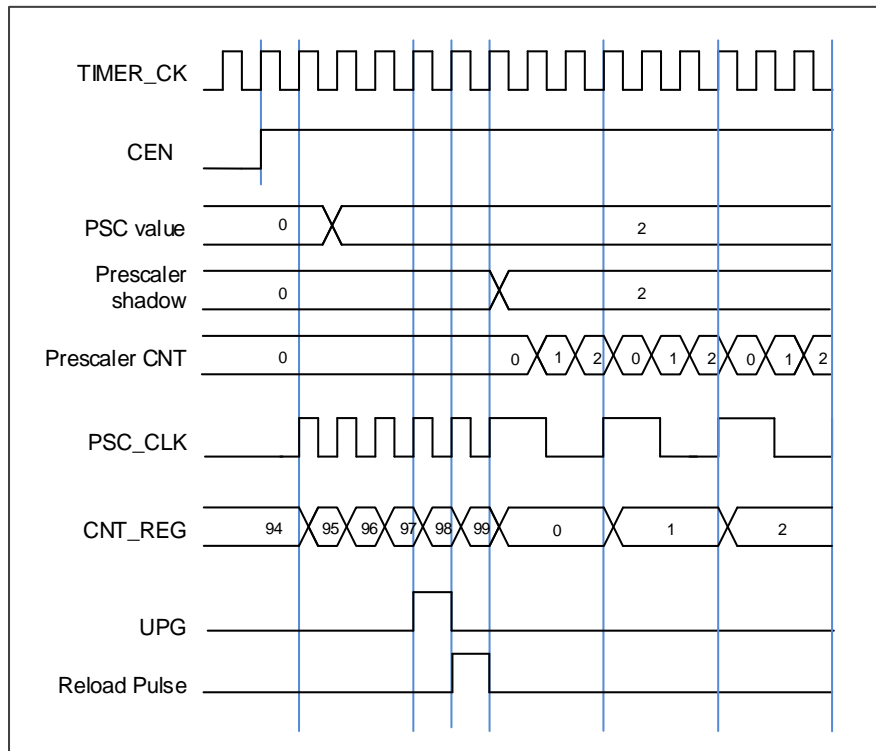 TIMER_CK
CEN
PSC value 0 2
Prescaler
shadow 0 2
Prescaler CNT 0 0 1 2 0 1 2 0 1 2
PSC_CLK
CNT_REG 94 95 96 97 98 99 0 1 2
UPG
Reload Pulse